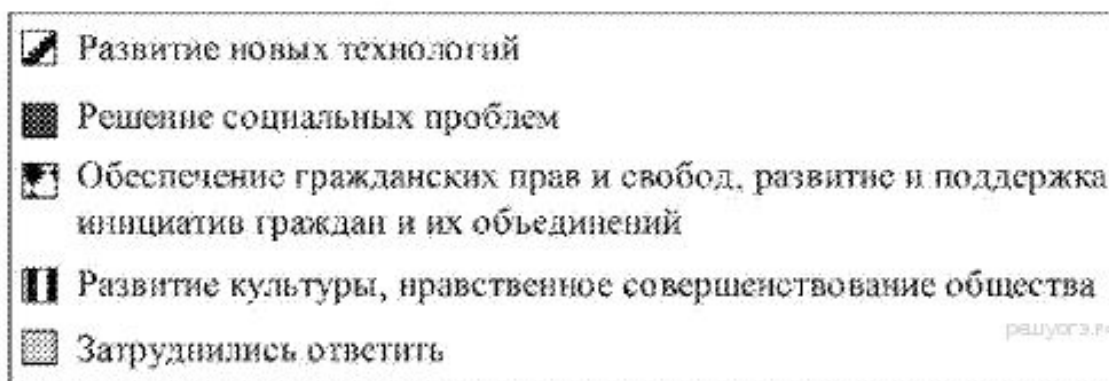 Развитие новых технологий
Решение социальных проблем
Обеспечение гражданских прав и свобод, развитие и поддержка
инициатив граждан и их объединений
Развитие культуры, нравственное совершенствование общества
решуогэ.р
Затруднились ответить